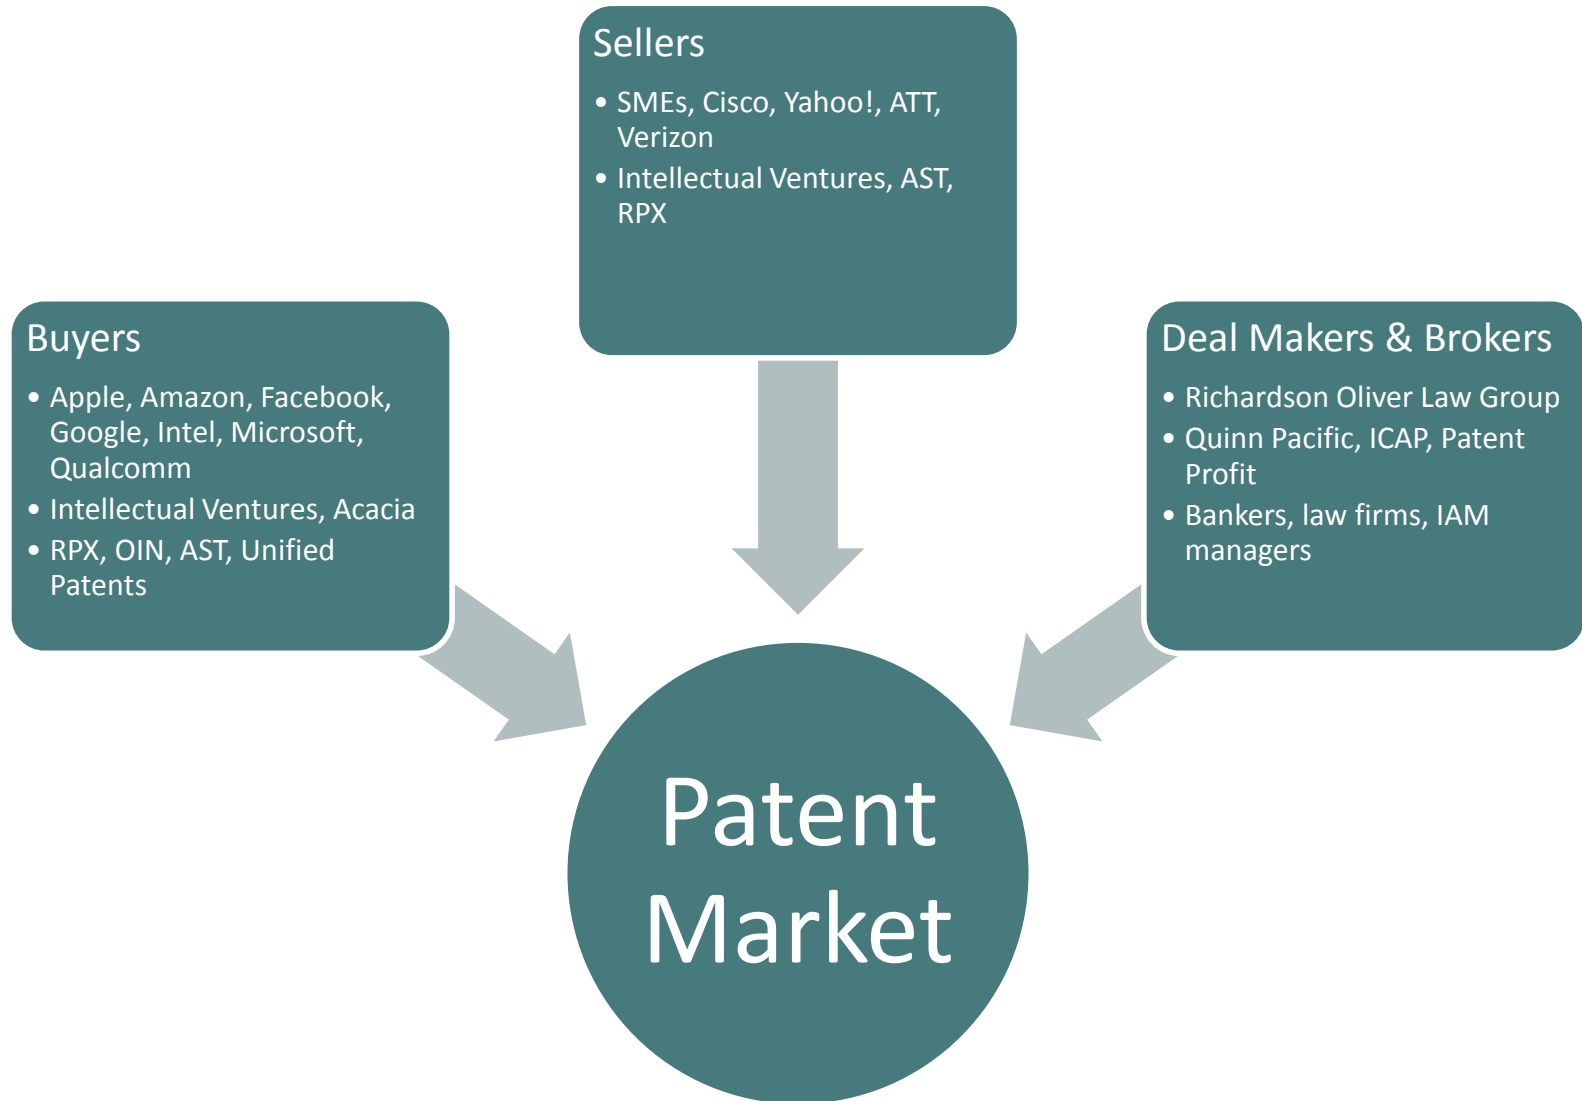 Sellers
• SMEs, Cisco, Yahoo!, ATT,
Verizon
• Intellectual Ventures, AST,
RPX
Buyers
• Apple, Amazon, Facebook,
Google, Intel, Microsoft,
Qualcomm
• Intellectual Ventures, Acacia
• RPX, OIN, AST, Unified
Patents
Deal Makers & Brokers
• Richardson Oliver Law Group
• Quinn Pacific, ICAP, Patent
Profit
• Bankers, law firms, IAM
managers
Patent
Market